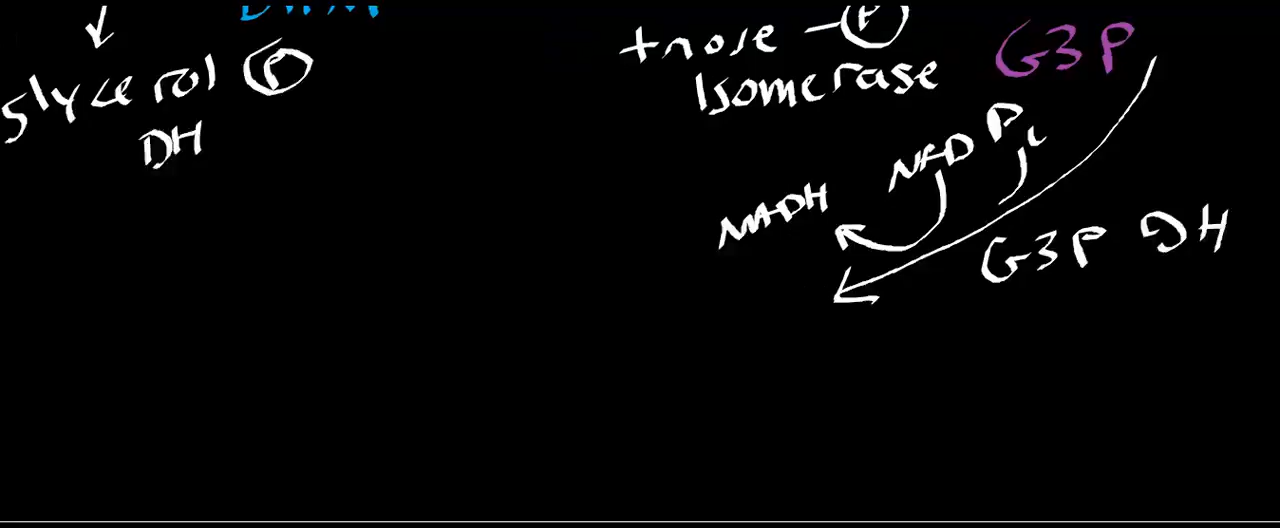 triose - P
Isomerase
G3P
glycerol P
DH
NAD Pi
NADH
G3P DH